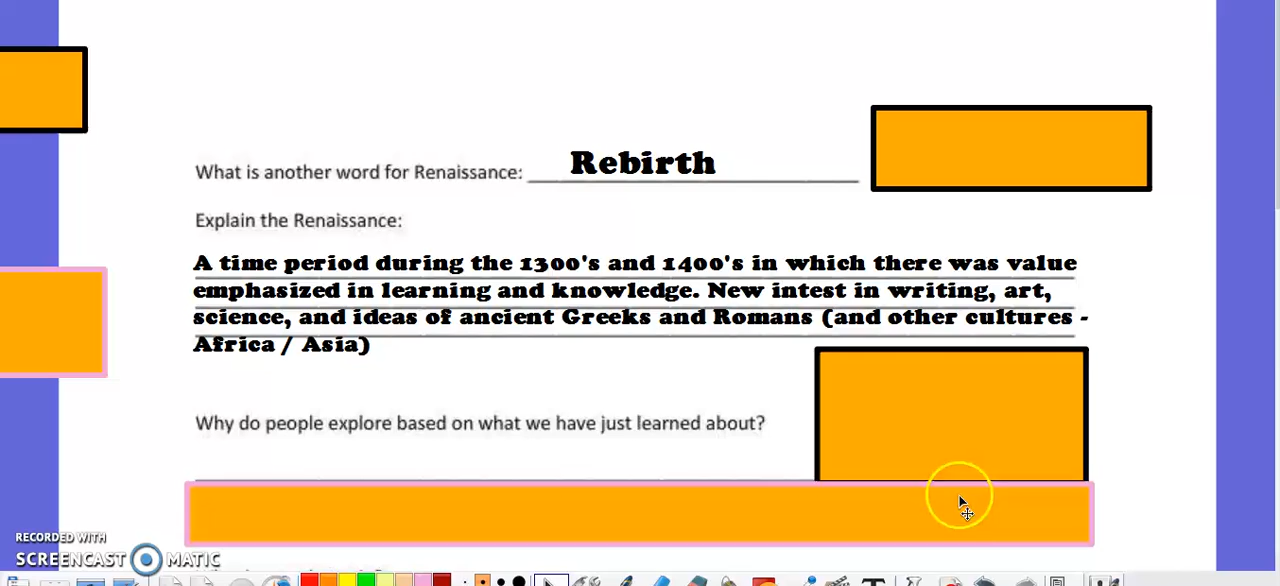 What is another word for Renaissance: Rebirth
Explain the Renaissance:
A time period during the 1300's and 1400's in which there was value
emphasized in learning and knowledge. New intest in writing, art,
science, and ideas of ancient Greeks and Romans (and other cultures -
Africa / Asia)
Why do people explore based on what we have just learned about?
RECORDED WITH
SCREENCAST MATIC